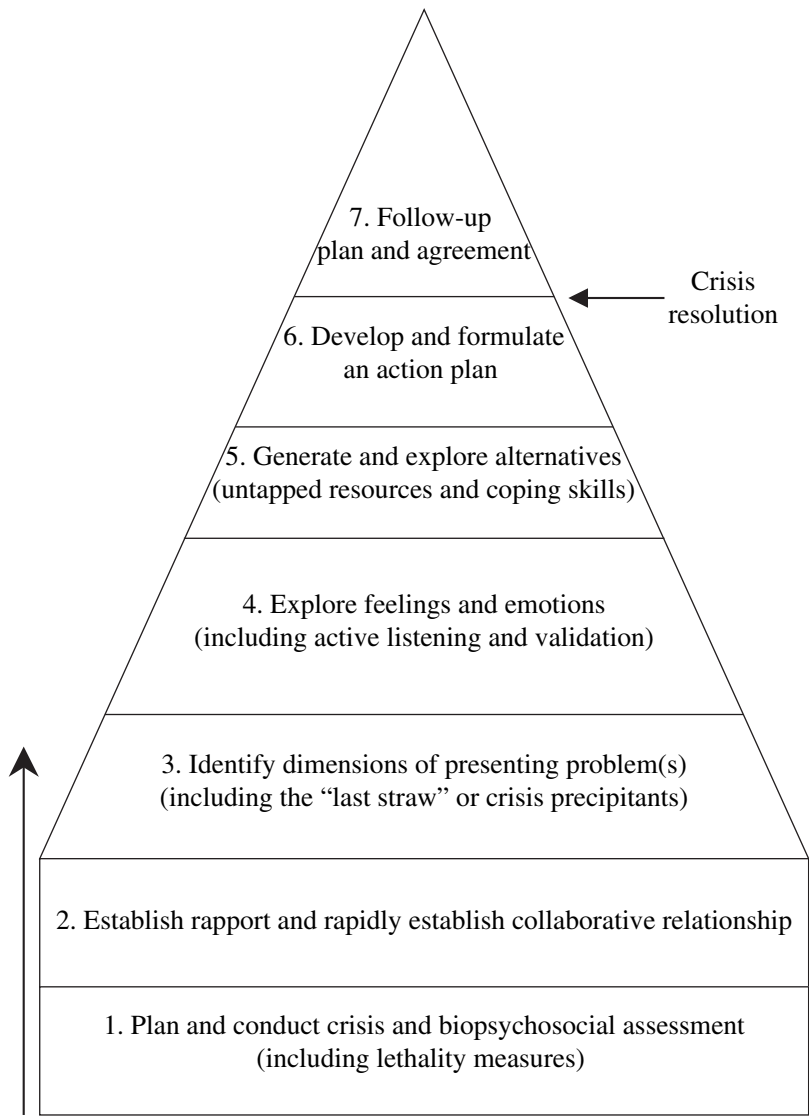 7. Follow-up
plan and agreement
Crisis
resolution
6. Develop and formulate
an action plan
5. Generate and explore alternatives
(untapped resources and coping skills)
4. Explore feelings and emotions
(including active listening and validation)
3. Identify dimensions of presenting problem(s)
(including the “last straw” or crisis precipitants)
2. Establish rapport and rapidly establish collaborative relationship
1. Plan and conduct crisis and biopsychosocial assessment
(including lethality measures)